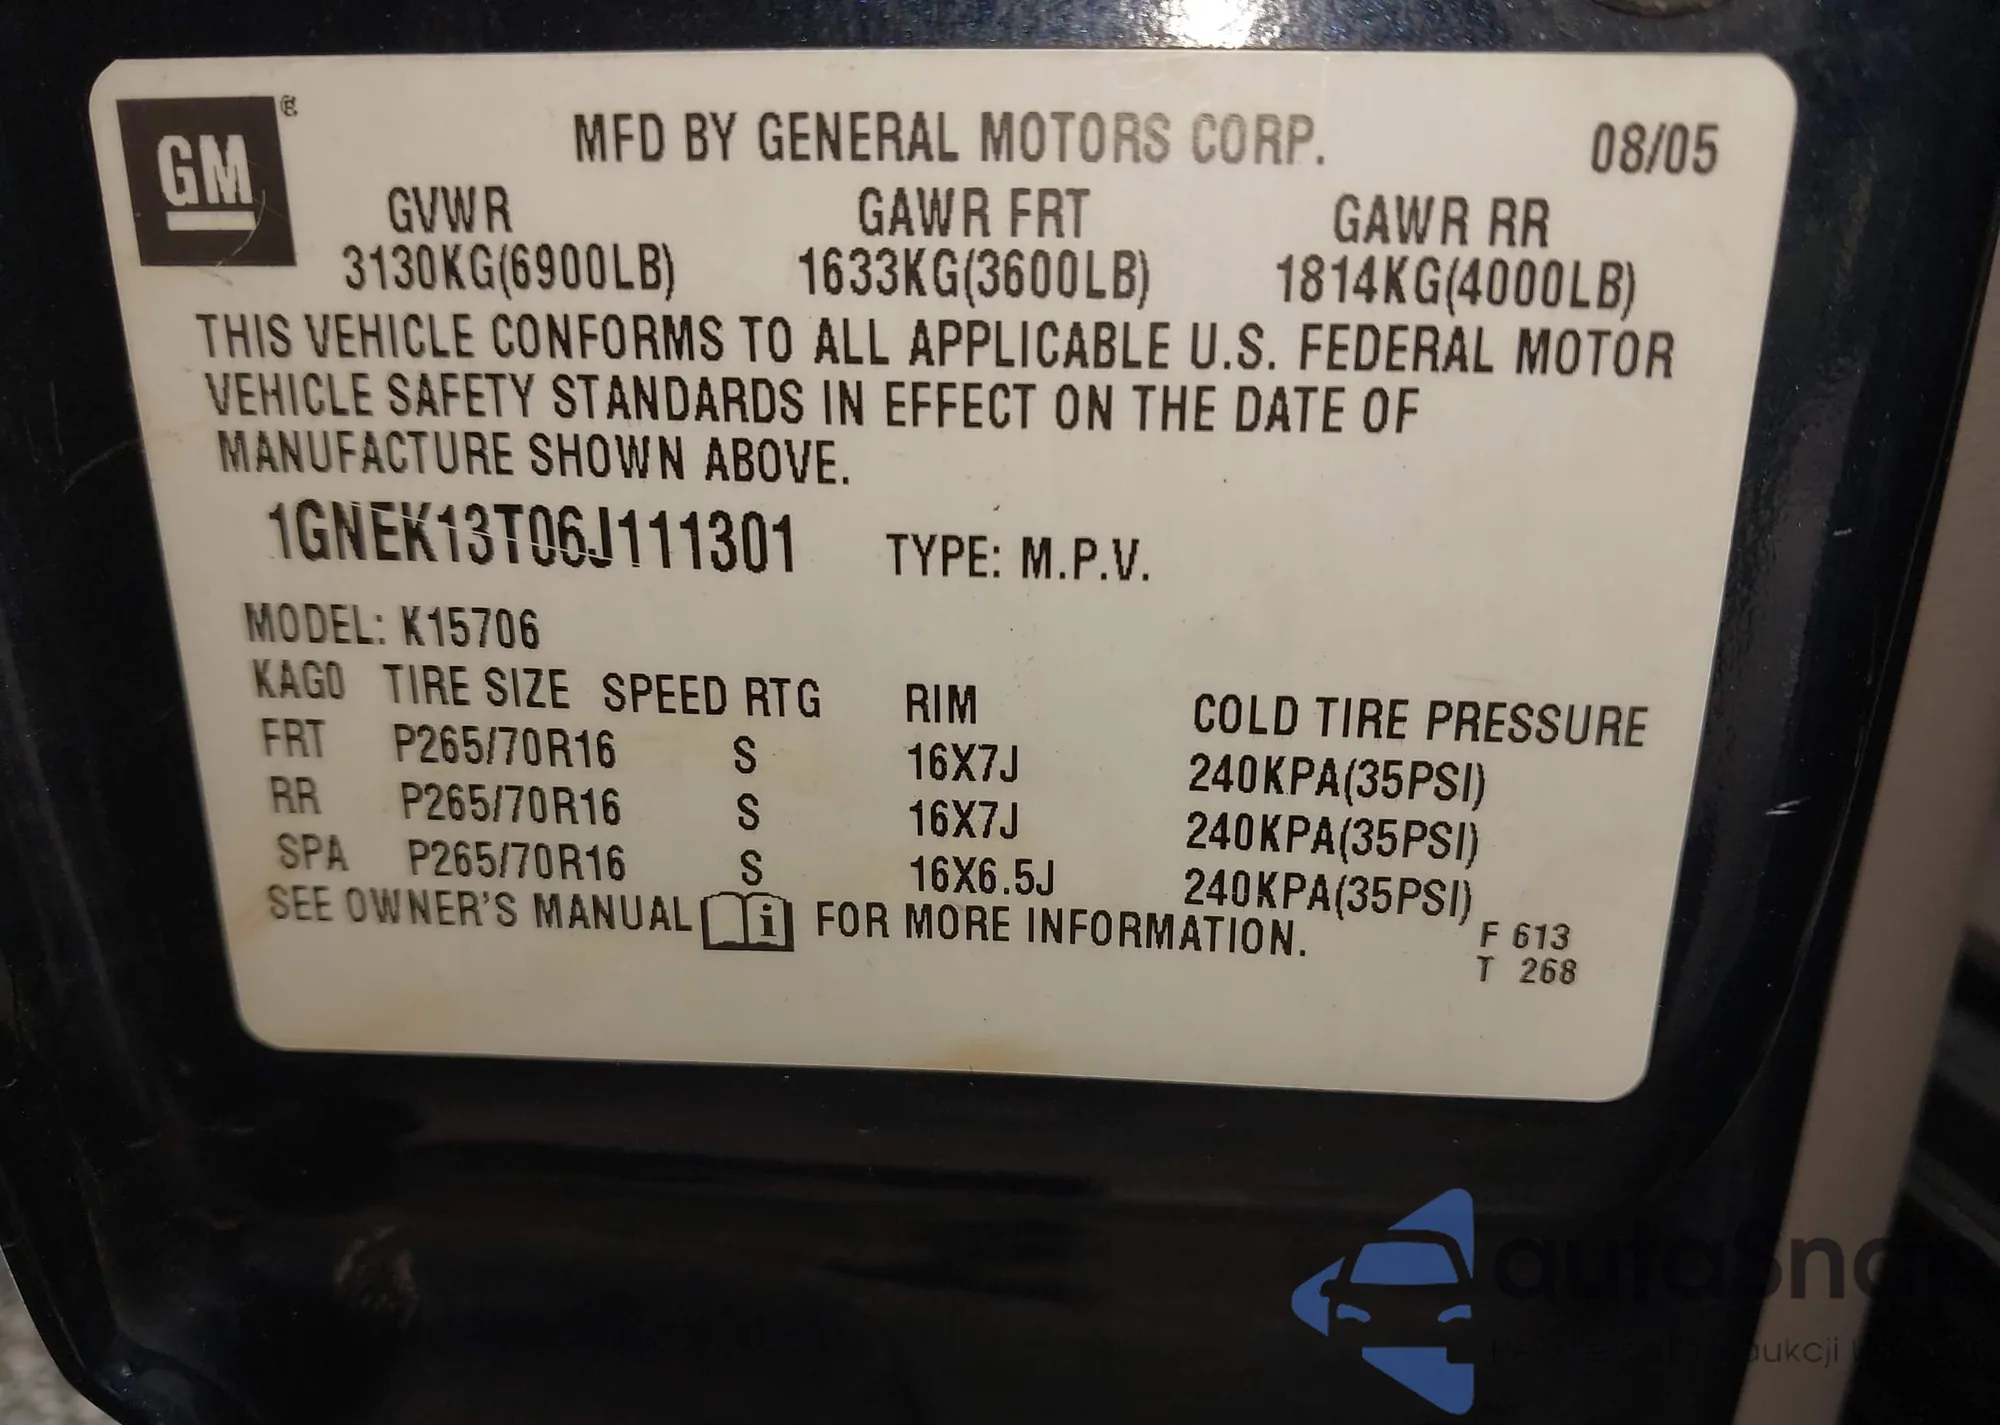 GM ®
MFD BY GENERAL MOTORS CORP. 08/05
GVWR GAWR FRT GAWR RR
3130KG(6900LB) 1633KG(3600LB) 1814KG(4000LB)
THIS VEHICLE CONFORMS TO ALL APPLICABLE U.S. FEDERAL MOTOR
VEHICLE SAFETY STANDARDS IN EFFECT ON THE DATE OF
MANUFACTURE SHOWN ABOVE.
1GNEK13T06J111301 TYPE: M.P.V.
MODEL: K15706
KAG0 TIRE SIZE SPEED RTG RIM COLD TIRE PRESSURE
FRT P265/70R16 S 16X7J 240KPA(35PSI)
RR P265/70R16 S 16X7J 240KPA(35PSI)
SPA P265/70R16 S 16X6.5J 240KPA(35PSI)
SEE OWNER'S MANUAL i FOR MORE INFORMATION.
F 613
T 268
aukcji